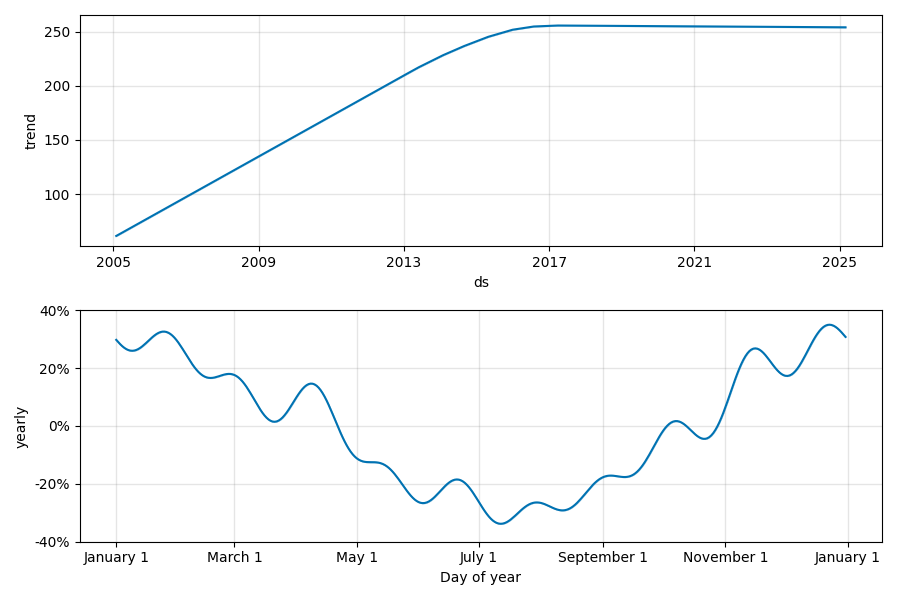 250
200
150
100
trend
2005 2009 2013 2017 2021 2025
ds
40%
20%
0%
-20%
-40%
yearly
January 1 March 1 May 1 July 1 September 1 November 1 January 1
Day of year